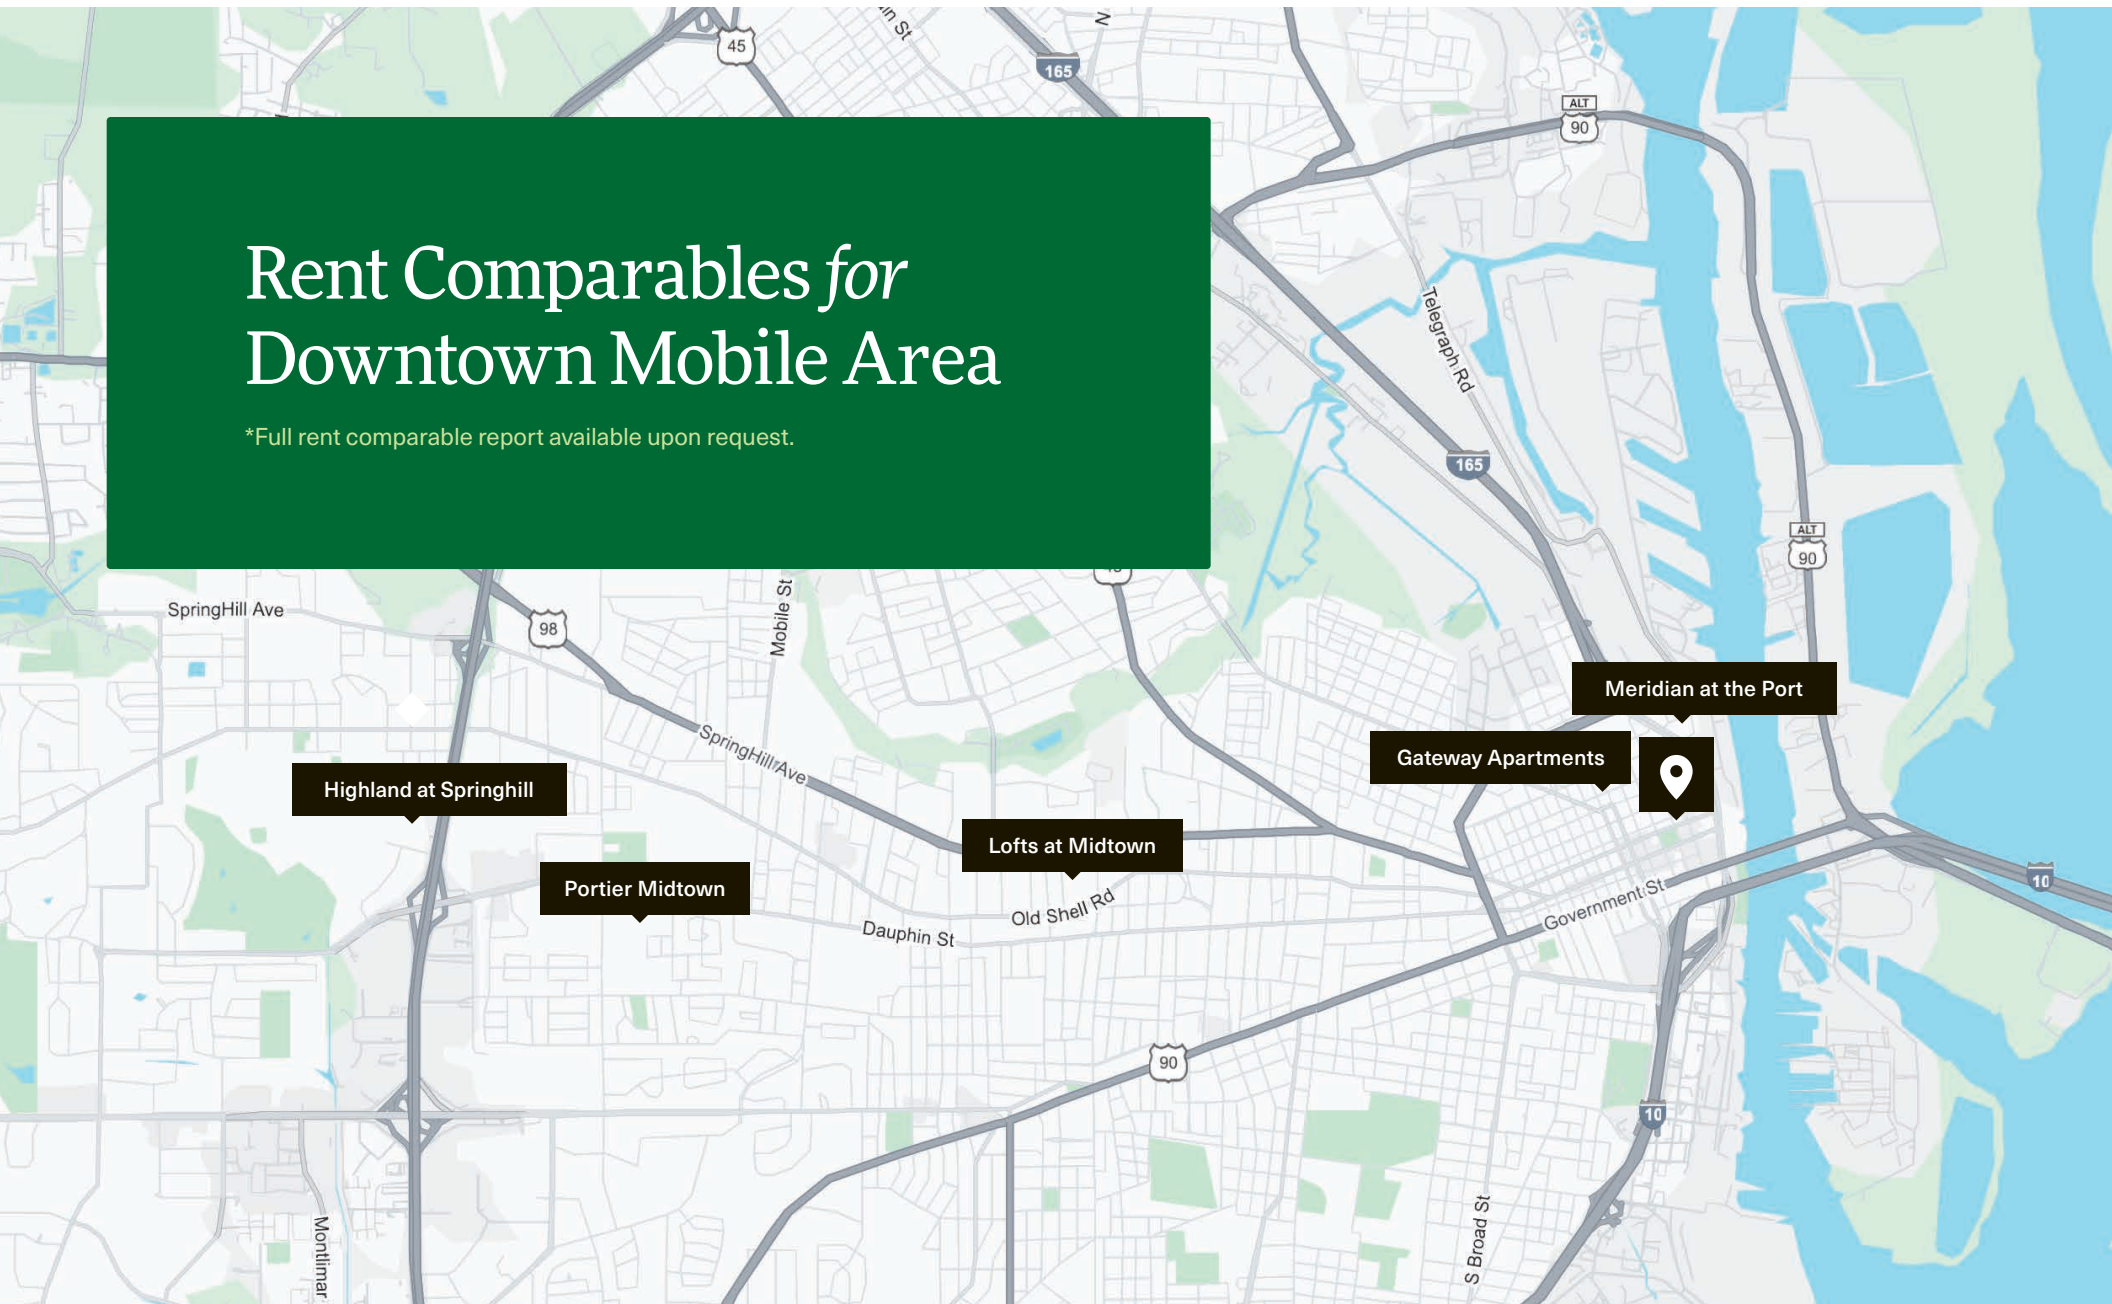 45
165
N
ALT
90
Rent Comparables for
Downtown Mobile Area
*Full rent comparable report available upon request.
Telegraph Rd
165
ALT
90
SpringHill Ave
98
Mobile St
Meridian at the Port
SpringHill Ave
Gateway Apartments
Highland at Springhill
Lofts at Midtown
Portier Midtown
10
Old Shell Rd
Government St
Dauphin St
90
10
S Broad St
Montlimar